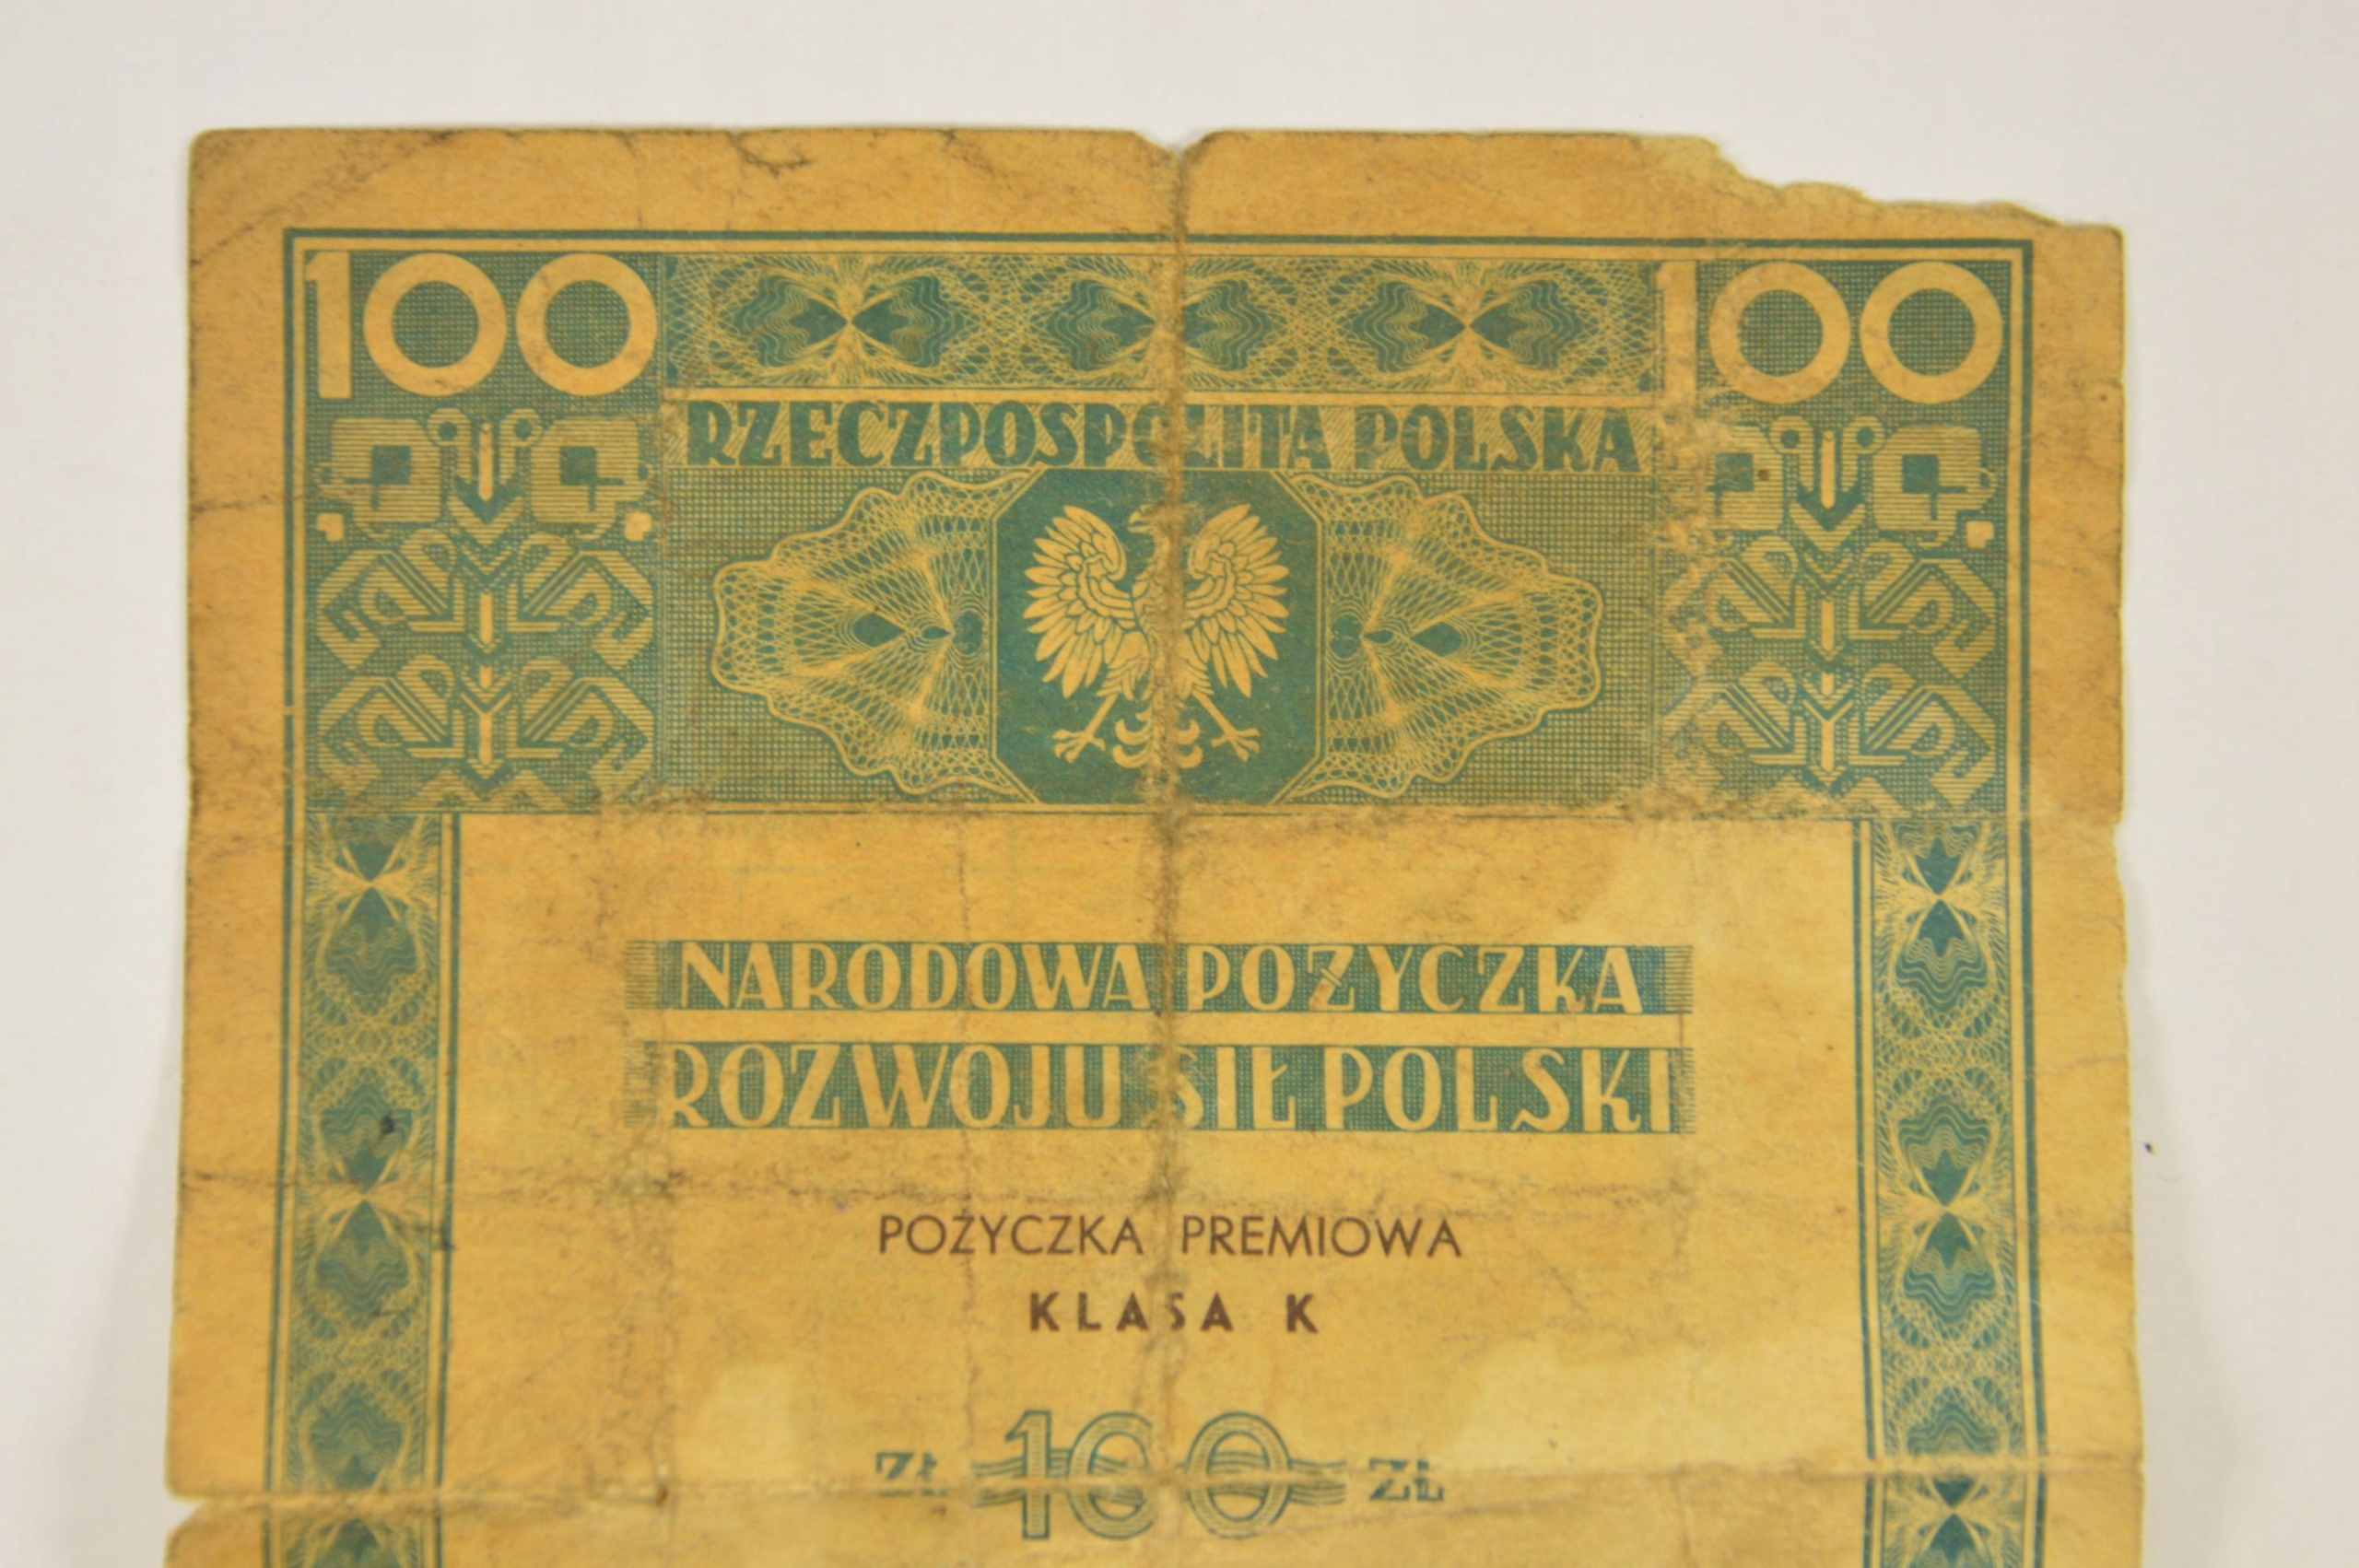 100 100
RZECZPOSPOLITA POLSKA
NARODOWA POŻYCZKA
ROZWOJU SIŁ POLSKI
POŻYCZKA PREMIOWA
KLASA K
ZŁ 100 ZŁ